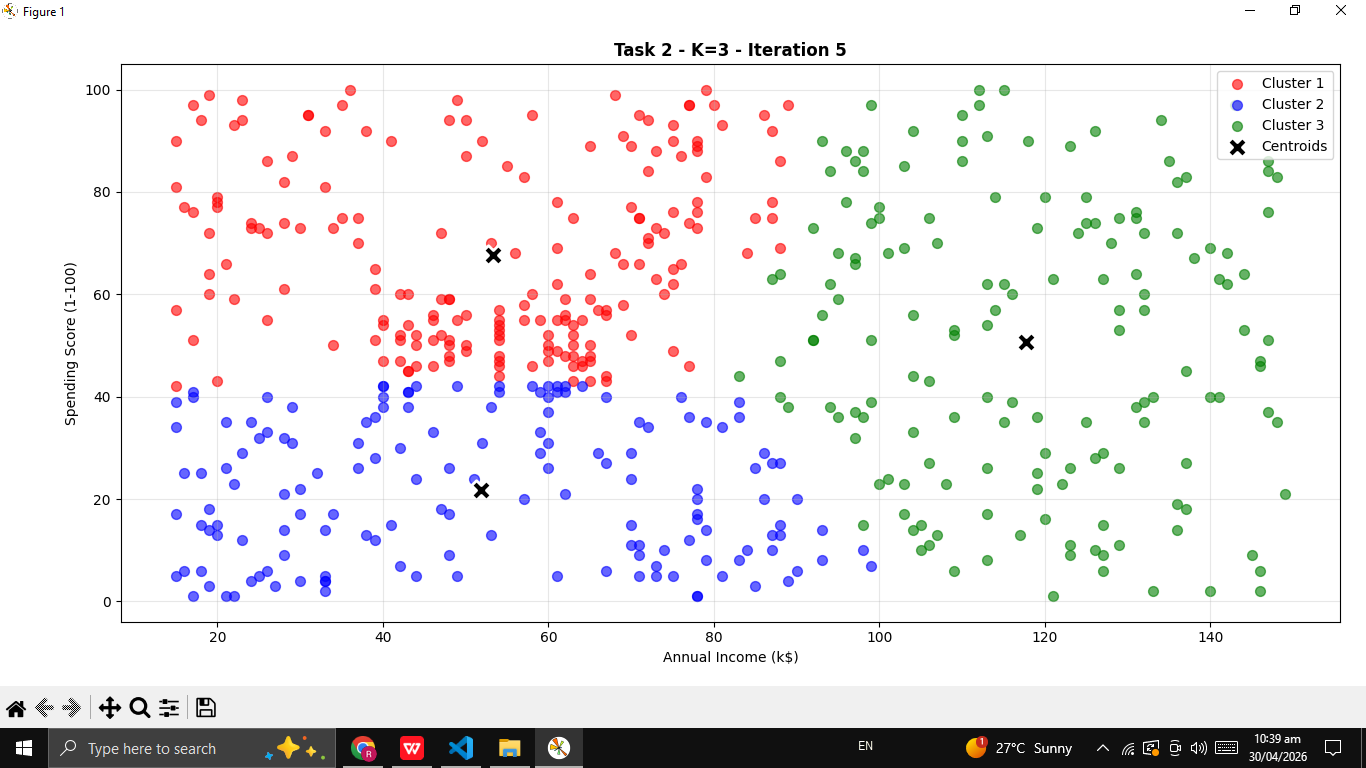 Figure 1
Task 2 - K=3 - Iteration 5
Cluster 1
Cluster 2
Cluster 3
Centroids
Spending Score (1-100)
100
80
60
40
20
0
20 40 60 80 100 120 140
Annual Income (k$)
Type here to search
R
W
1
27°C Sunny
EN
10:39 am
30/04/2026